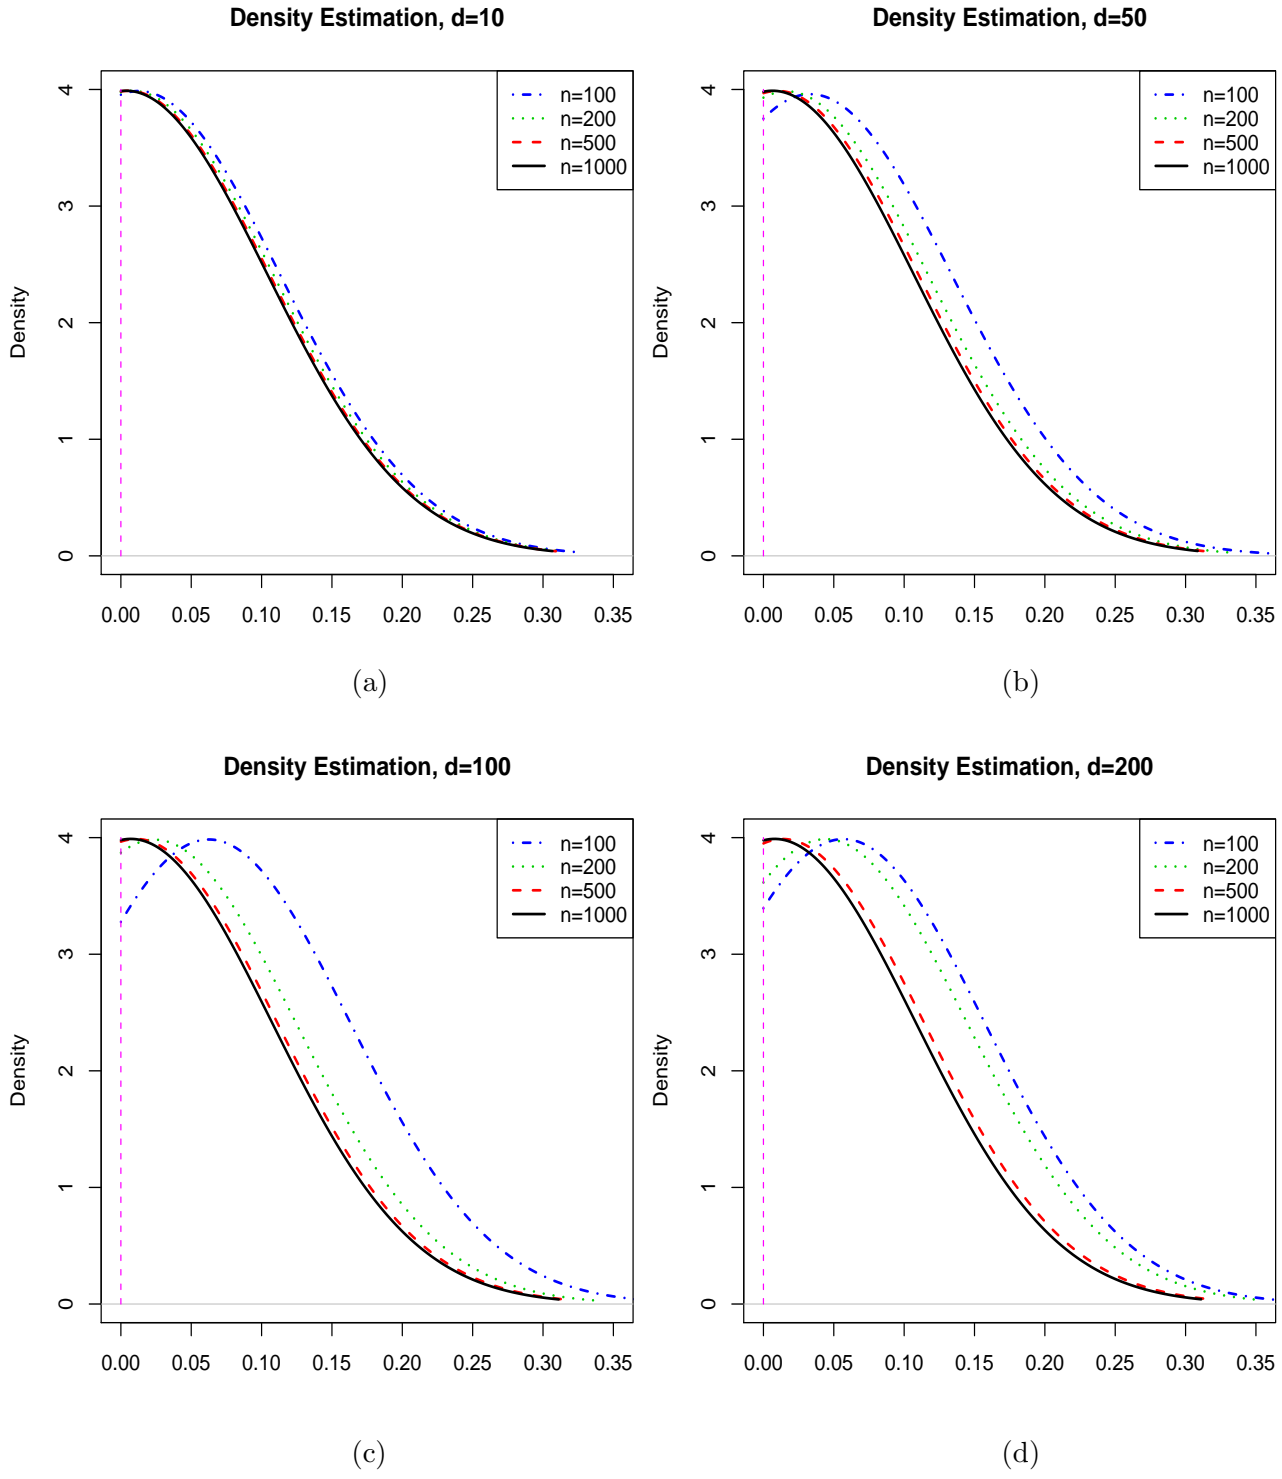 Density Estimation, d=10
Density
4
3
2
1
0
n=100
n=200
n=500
n=1000
0.00 0.05 0.10 0.15 0.20 0.25 0.30 0.35
(a)
Density Estimation, d=50
Density
4
3
2
1
0
n=100
n=200
n=500
n=1000
0.00 0.05 0.10 0.15 0.20 0.25 0.30 0.35
(b)
Density Estimation, d=100
Density
4
3
2
1
0
n=100
n=200
n=500
n=1000
0.00 0.05 0.10 0.15 0.20 0.25 0.30 0.35
(c)
Density Estimation, d=200
Density
4
3
2
1
0
n=100
n=200
n=500
n=1000
0.00 0.05 0.10 0.15 0.20 0.25 0.30 0.35
(d)